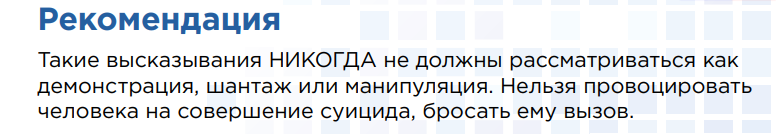 Рекомендация
Такие высказывания НИКОГДА не должны рассматриваться как
демонстрация, шантаж или манипуляция. Нельзя провоцировать
человека на совершение суицида, бросать ему вызов.